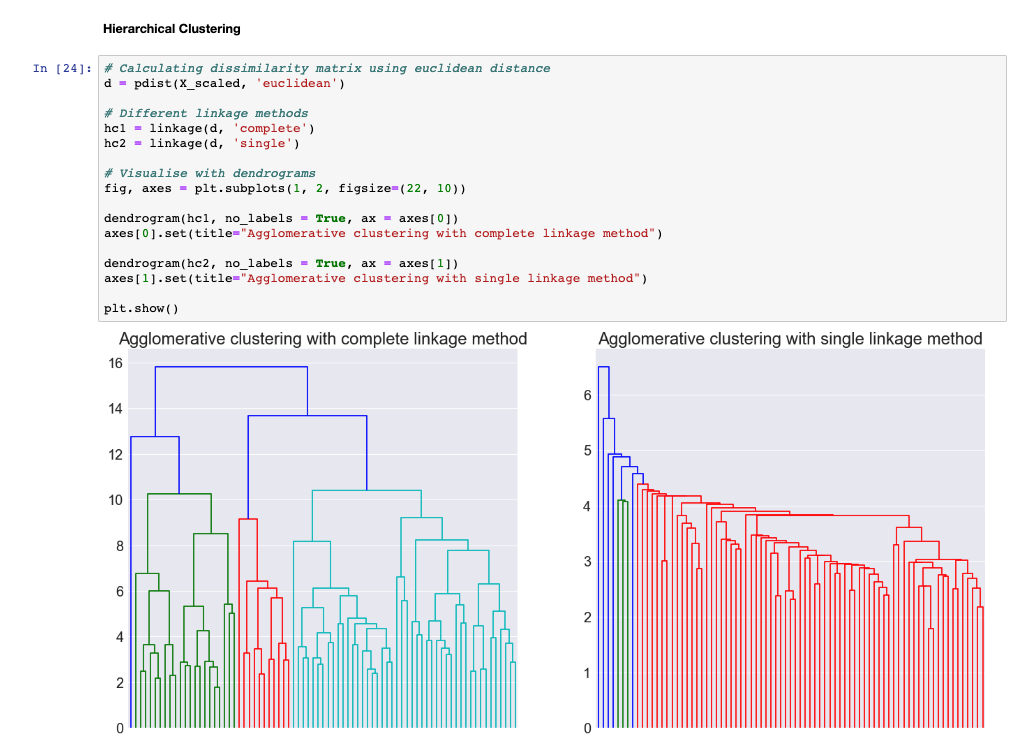 Hierarchical Clustering
In [24]:
# Calculating dissimilarity matrix using euclidean distance
d = pdist(X_scaled, 'euclidean')
# Different linkage methods
hc1 = linkage(d, 'complete')
hc2 = linkage(d, 'single')
# Visualise with dendrograms
fig, axes = plt.subplots(1, 2, figsize=(22, 10))
dendrogram(hc1, no_labels = True, ax = axes[0])
axes[0].set(title="Agglomerative clustering with complete linkage method")
dendrogram(hc2, no_labels = True, ax = axes[1])
axes[1].set(title="Agglomerative clustering with single linkage method")
plt.show()
Agglomerative clustering with complete linkage method
16
14
12
10
8
6
4
2
0
Agglomerative clustering with single linkage method
6
5
4
3
2
1
0